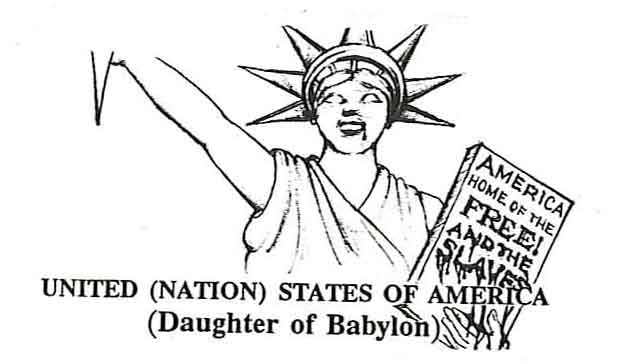 AMERICA
HOME OF THE
FREE!
AND THE
SLAVES
UNITED (NATION) STATES OF AMERICA
(Daughter of Babylon)